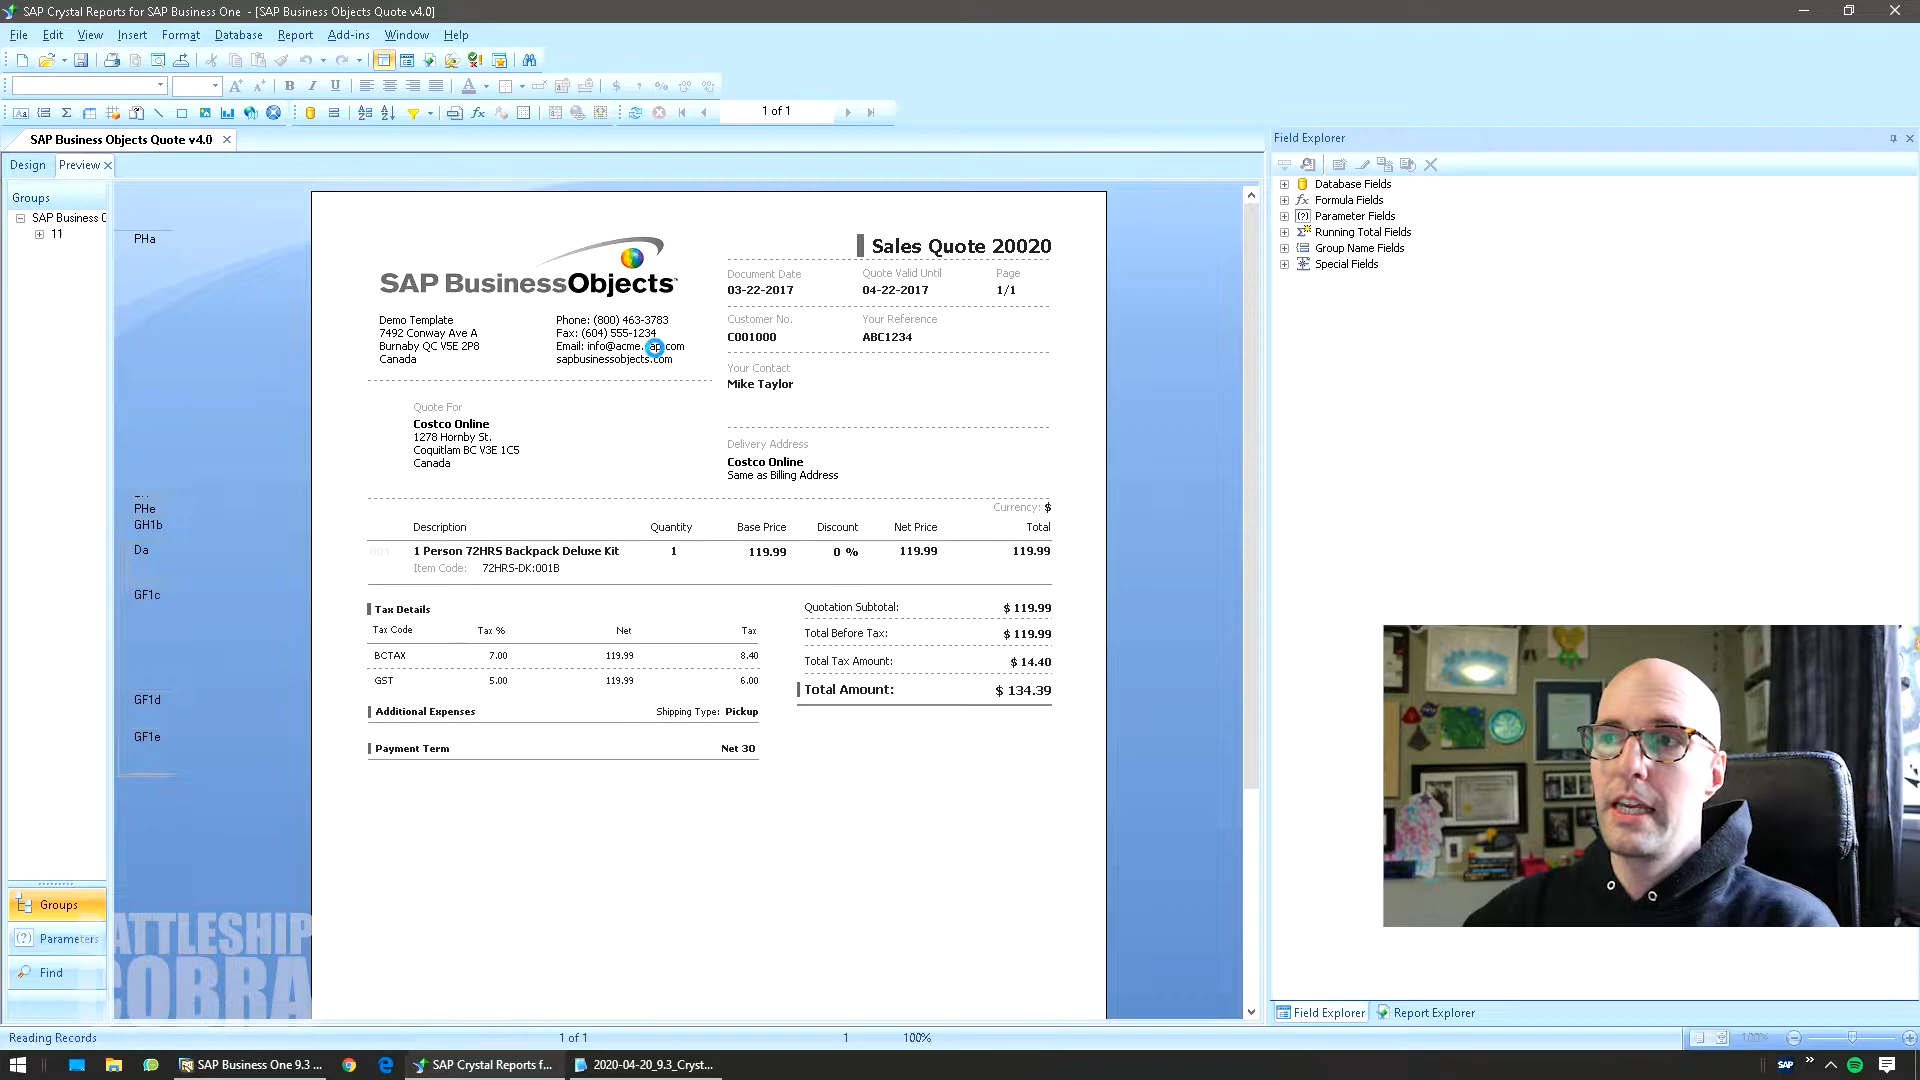 SAP Crystal Reports for SAP Business One - [SAP Business Objects Quote v4.0]
File Edit View Insert Format Database Report Add-ins Window Help
1 of 1
SAP Business Objects Quote v4.0
Design Preview
Groups
SAP Business
11
PHa
PHe
GH1b
Da
GF1c
GF1d
GF1e
SAP BusinessObjects
Demo Template
7492 Conway Ave A
Burnaby QC V5E 2P8
Canada
Phone: (800) 463-3783
Fax: (604) 555-1234
Email: info@acme. ap.com
sapbusinessobjects.com
Sales Quote 20020
Document Date Quote Valid Until Page
03-22-2017 04-22-2017 1/1
Customer No. Your Reference
C001000 ABC1234
Your Contact
Mike Taylor
Quote For
Costco Online
1278 Hornby St.
Coquitlam BC V3E 1C5
Canada
Delivery Address
Costco Online
Same as Billing Address
Currency: $
Description Quantity Base Price Discount Net Price Total
001 1 Person 72HRS Backpack Deluxe Kit 1 119.99 0 % 119.99 119.99
Item Code: 72HRS-DK:001B
Tax Details
Tax Code Tax % Net Tax
BCTAX 7.00 119.99 8.40
GST 5.00 119.99 6.00
Additional Expenses Shipping Type: Pickup
Payment Term Net 30
Quotation Subtotal: $ 119.99
Total Before Tax: $ 119.99
Total Tax Amount: $ 14.40
Total Amount: $ 134.39
Field Explorer
Database Fields
Formula Fields
Parameter Fields
Running Total Fields
Group Name Fields
Special Fields
Groups
Parameters
Find
BATTLESHIP
COBRA
Field Explorer Report Explorer
Reading Records 1 of 1 1 100% 100%
SAP Business One 9.3 ... SAP Crystal Reports f... 2020-04-20_9.3_Cryst... SAP